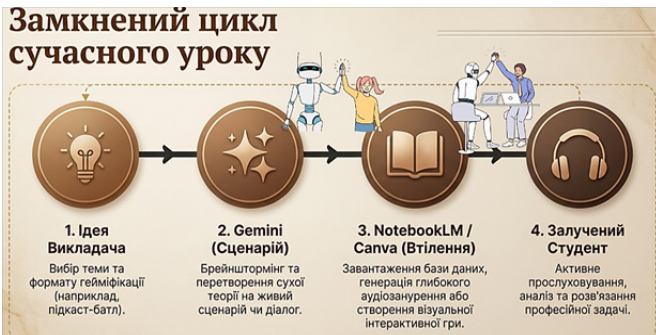 Замкнений цикл
сучасного уроку
1. Ідея
Викладача
Вибір теми та
формату гейміфікації
(наприклад,
підкаст-батл).
2. Gemini
(Сценарій)
Брейнштормінг та
перетворення сухої
теорії на живий
сценарій чи діалог.
3. NotebookLM /
Canva (Втілення)
Завантаження бази даних,
генерація глибокого
аудіозанурення або
створення візуальної
інтерактивної гри.
4. Залучений
Студент
Активне
прослуховування,
аналіз та розв'язання
професійної задачі.